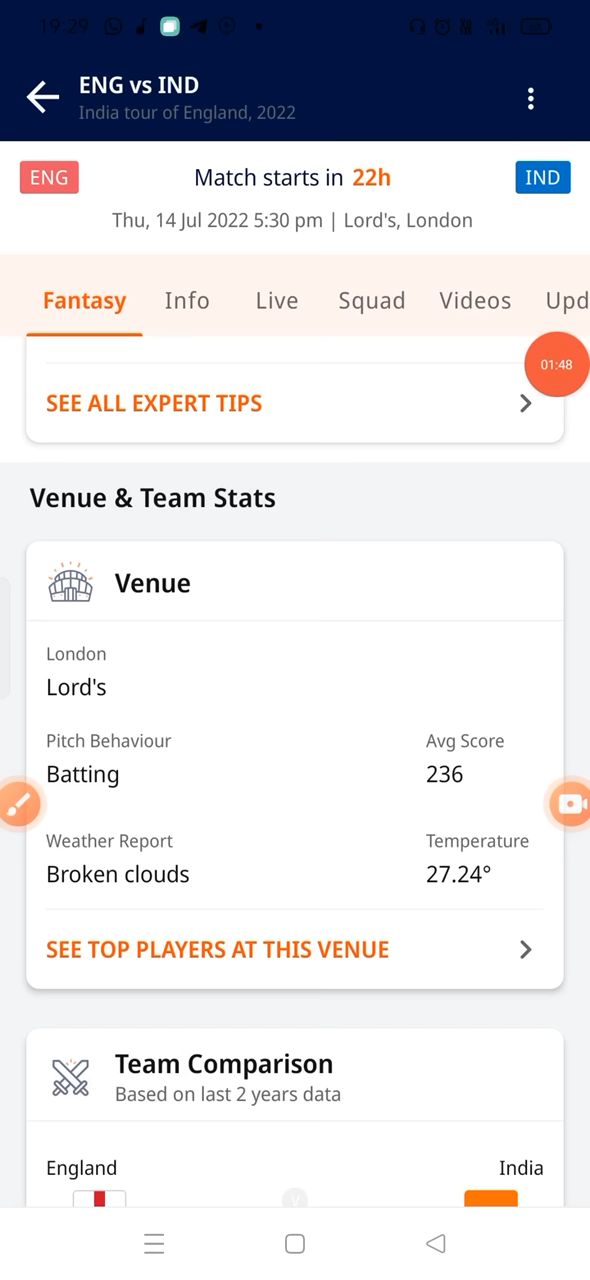 19:29
ENG vs IND
India tour of England, 2022
ENG
Match starts in 22h
IND
Thu, 14 Jul 2022 5:30 pm | Lord's, London
Fantasy Info Live Squad Videos Upd
01:48
SEE ALL EXPERT TIPS
Venue & Team Stats
Venue
London
Lord's
Pitch Behaviour Avg Score
Batting 236
Weather Report Temperature
Broken clouds 27.24°
SEE TOP PLAYERS AT THIS VENUE
Team Comparison
Based on last 2 years data
England India